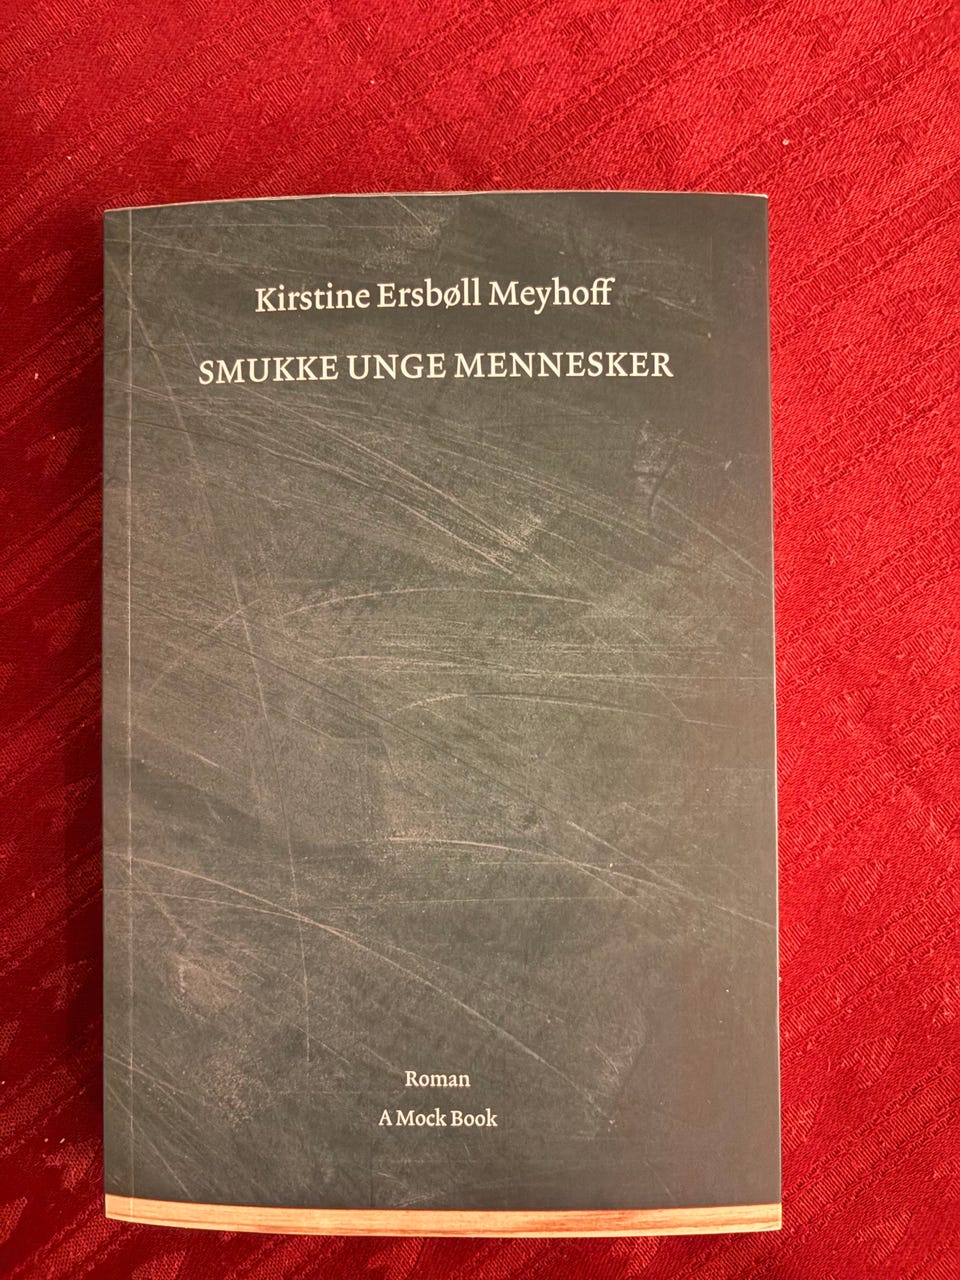 Kirstine Ersbøll Meyhoff
SMUKKE UNGE MENNESKER
Roman
A Mock Book